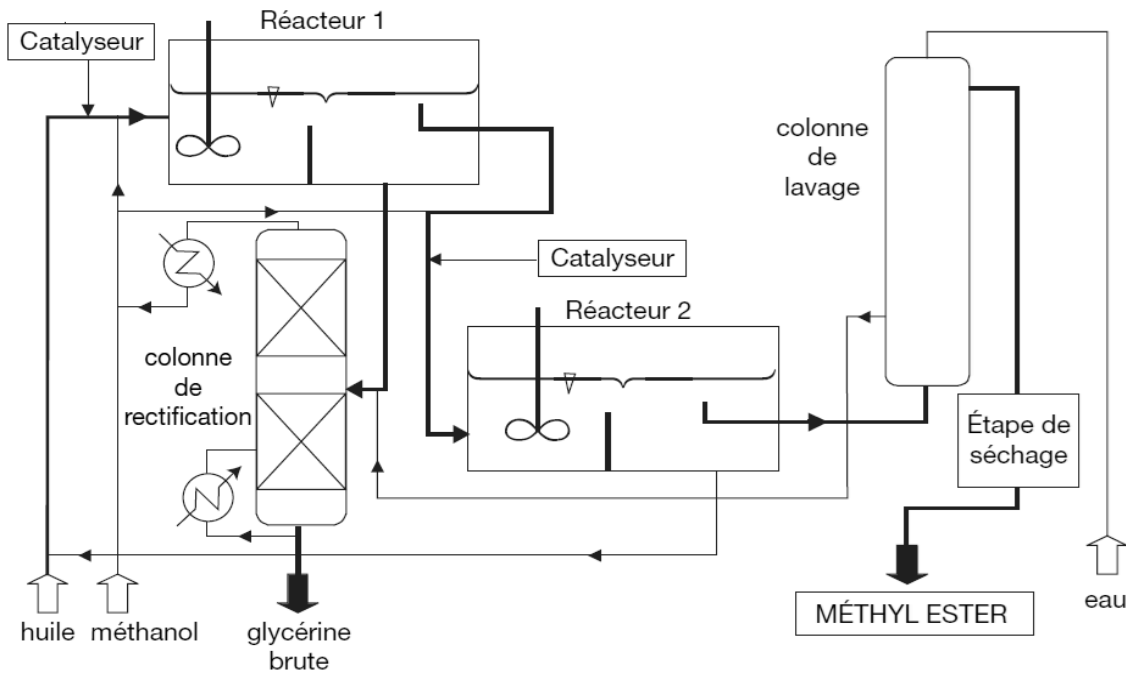 Réacteur 1
Catalyseur
colonne
de
lavage
Catalyseur
Réacteur 2
colonne
de
rectification
Étape de
séchage
huile
méthanol
glycérine
brute
MÉTHYL ESTER
eau